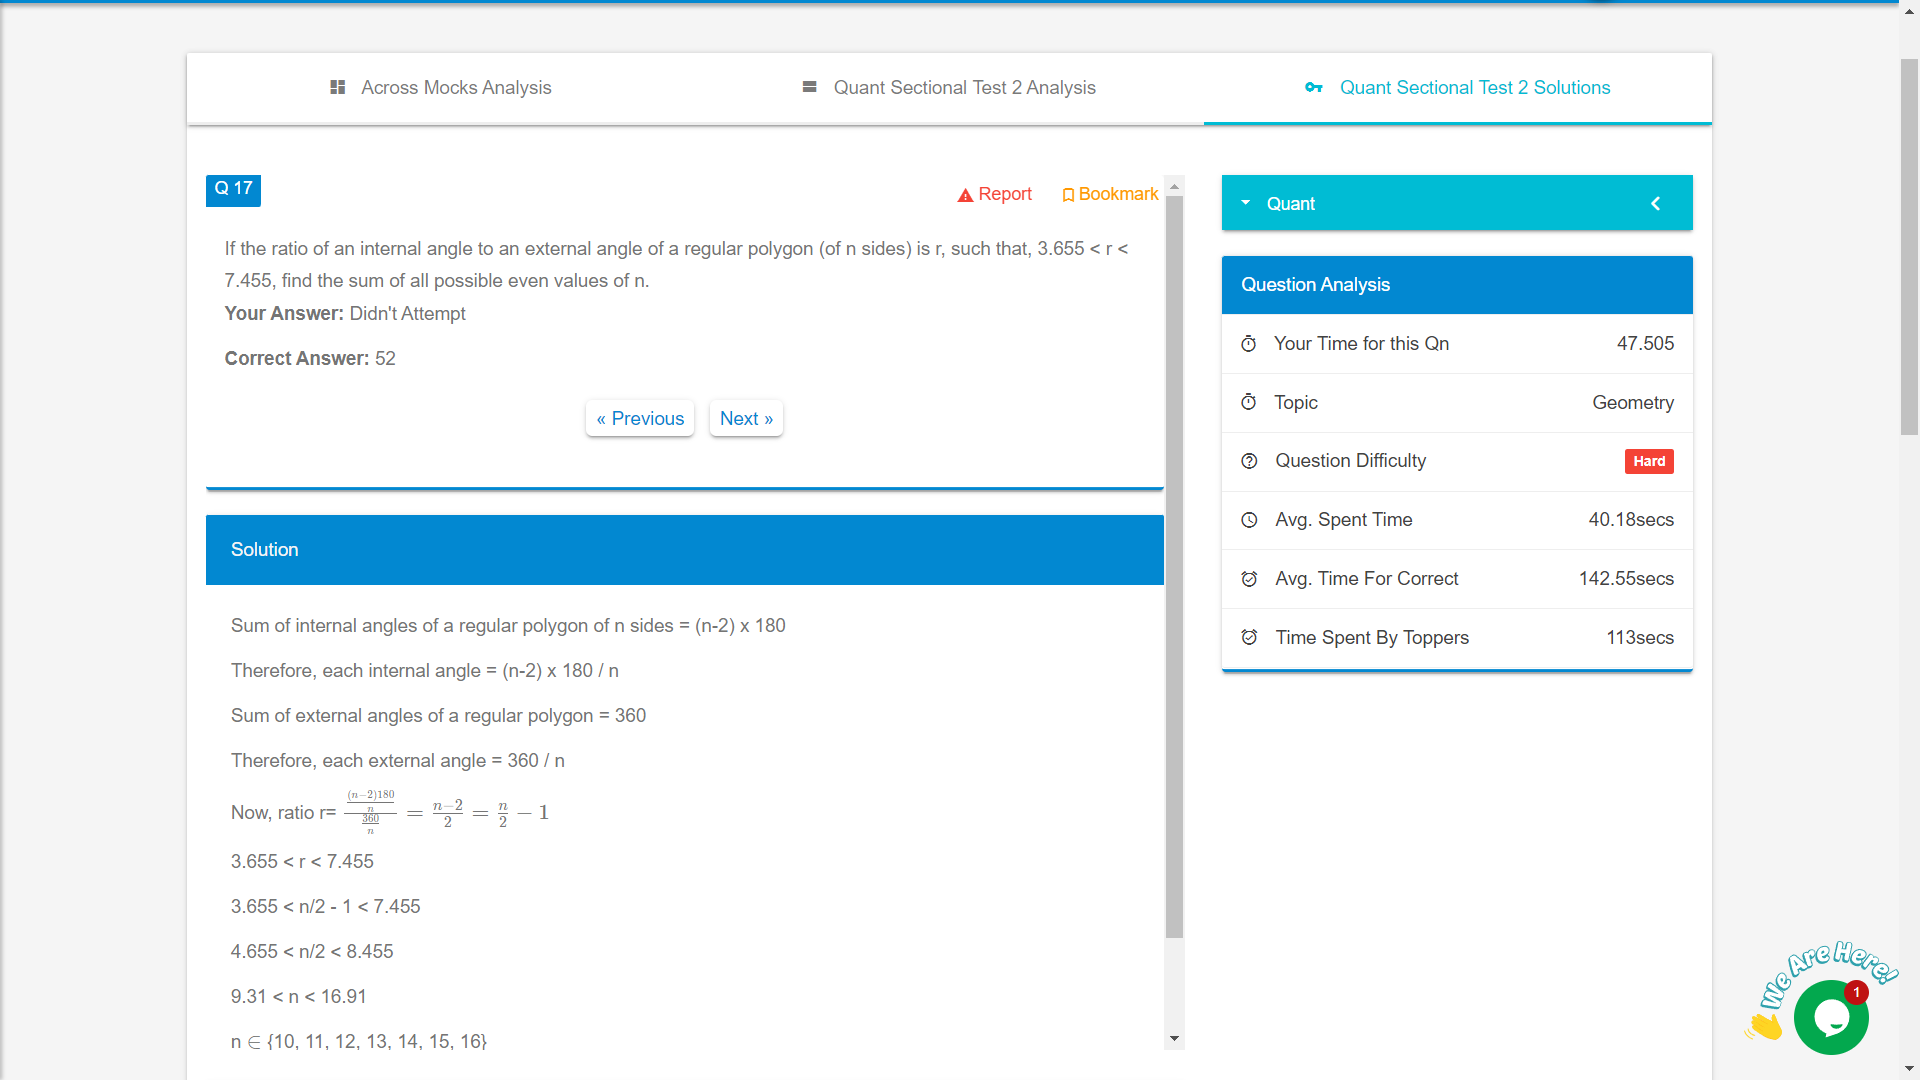 Across Mocks Analysis
Quant Sectional Test 2 Analysis
Quant Sectional Test 2 Solutions
Q 17
Report
Bookmark
If the ratio of an internal angle to an external angle of a regular polygon (of n sides) is r, such that, 3.655 < r <
7.455, find the sum of all possible even values of n.
Your Answer: Didn't Attempt
Correct Answer: 52
« Previous
Next »
Solution
Sum of internal angles of a regular polygon of n sides = (n-2) x 180
Therefore, each internal angle = (n-2) x 180 / n
Sum of external angles of a regular polygon = 360
Therefore, each external angle = 360 / n
Now, ratio r= ((n−2)180/n)/(360/n) = (n−2)/2 = n/2 − 1
3.655 < r < 7.455
3.655 < n/2 - 1 < 7.455
4.655 < n/2 < 8.455
9.31 < n < 16.91
n ∈ {10, 11, 12, 13, 14, 15, 16}
Quant
Question Analysis
Your Time for this Qn 47.505
Topic Geometry
Question Difficulty Hard
Avg. Spent Time 40.18secs
Avg. Time For Correct 142.55secs
Time Spent By Toppers 113secs
We Are Here!
1